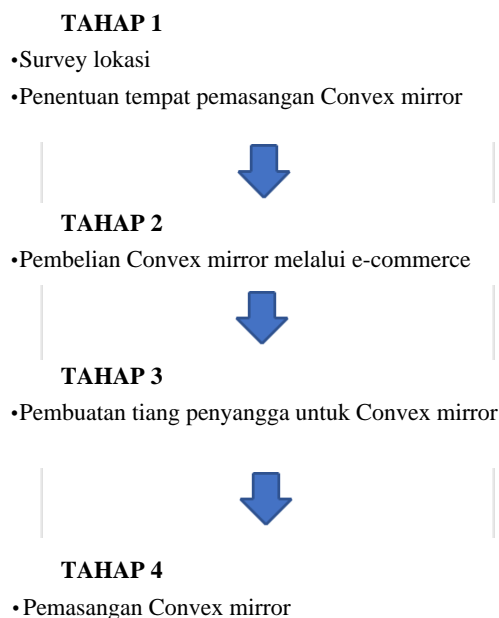 TAHAP 1
•Survey lokasi
•Penentuan tempat pemasangan Convex mirror
TAHAP 2
•Pembelian Convex mirror melalui e-commerce
TAHAP 3
•Pembuatan tiang penyangga untuk Convex mirror
TAHAP 4
•Pemasangan Convex mirror